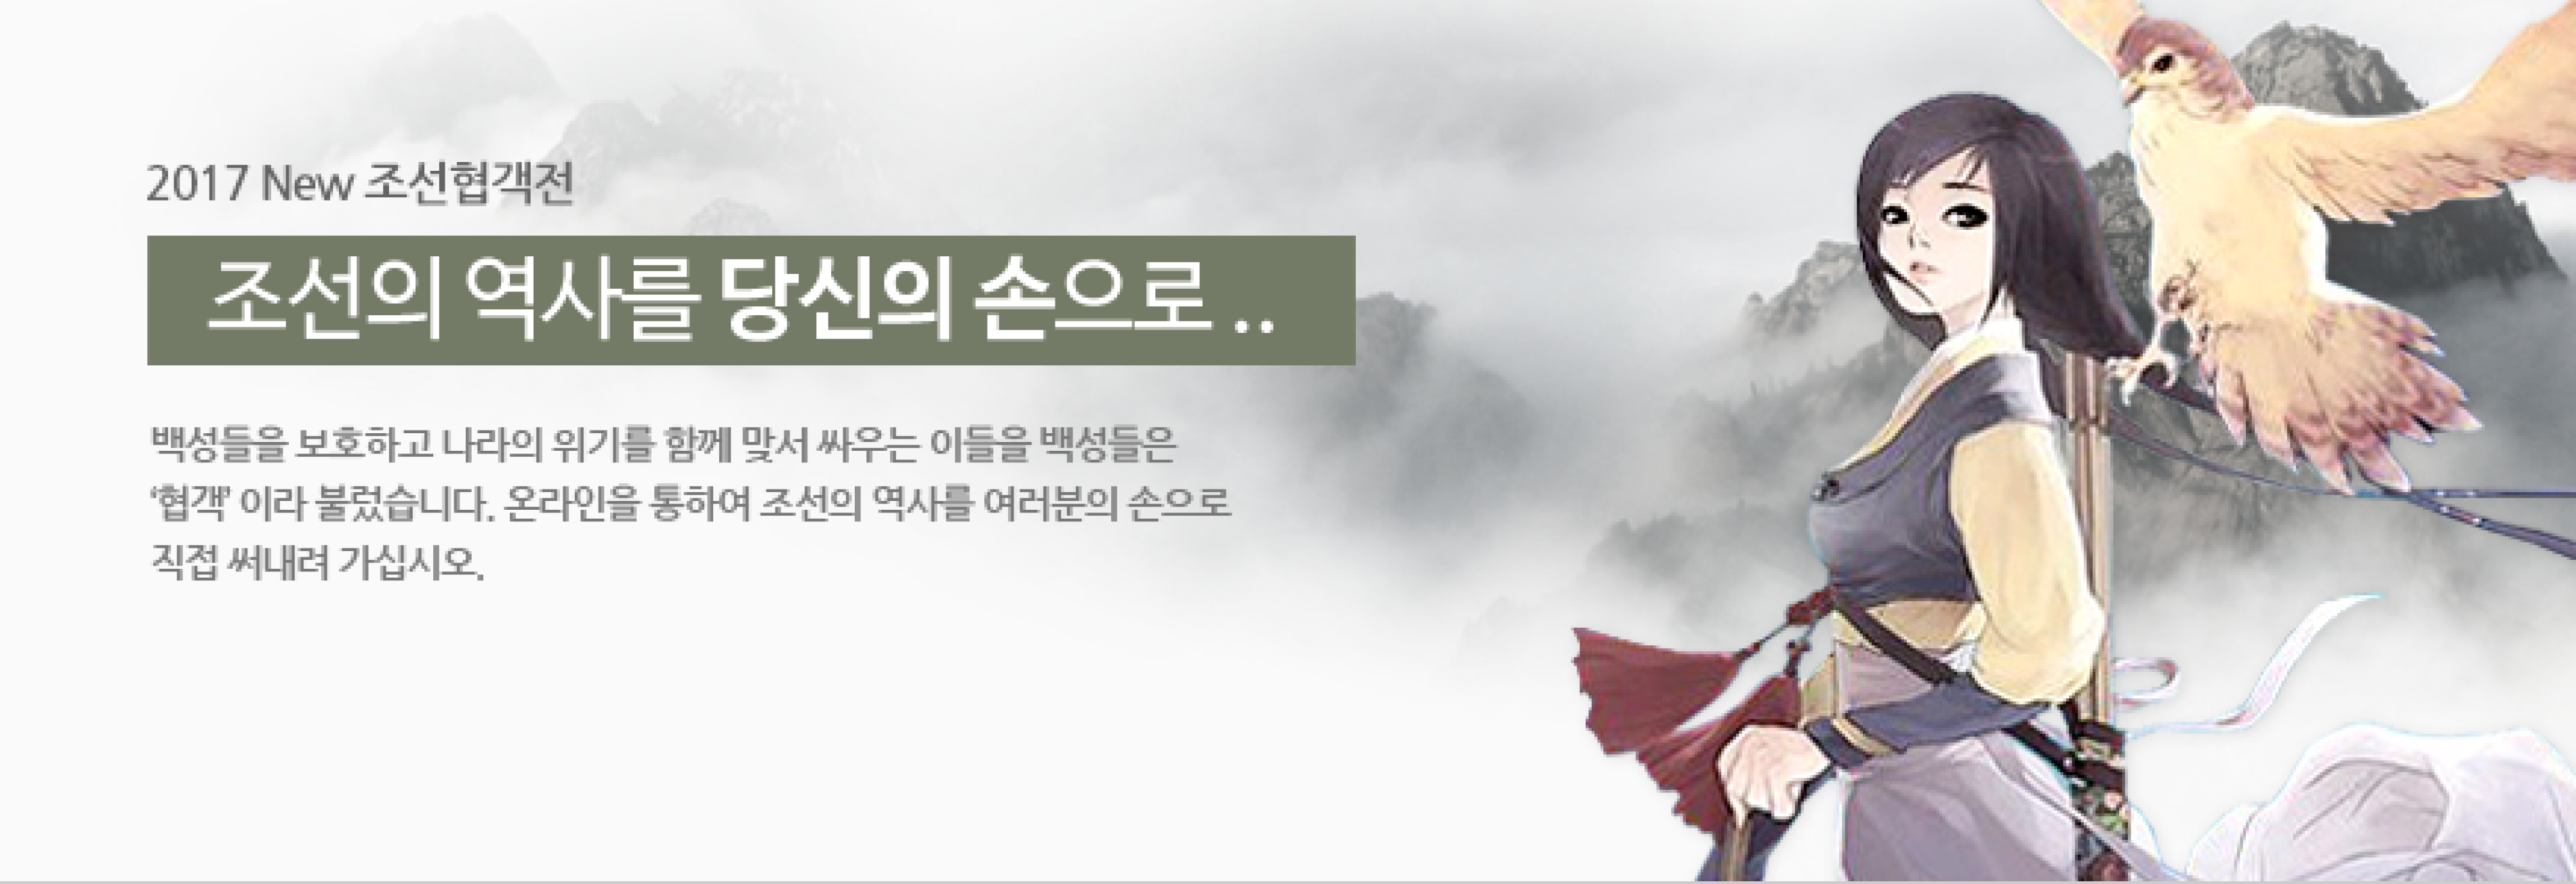 2017 New 조선협객전
조선의 역사를 당신의 손으로 ..
백성들을 보호하고 나라의 위기를 함께 맞서 싸우는 이들을 백성들은
‘협객’ 이라 불렀습니다. 온라인을 통하여 조선의 역사를 여러분의 손으로
직접 써내려 가십시오.